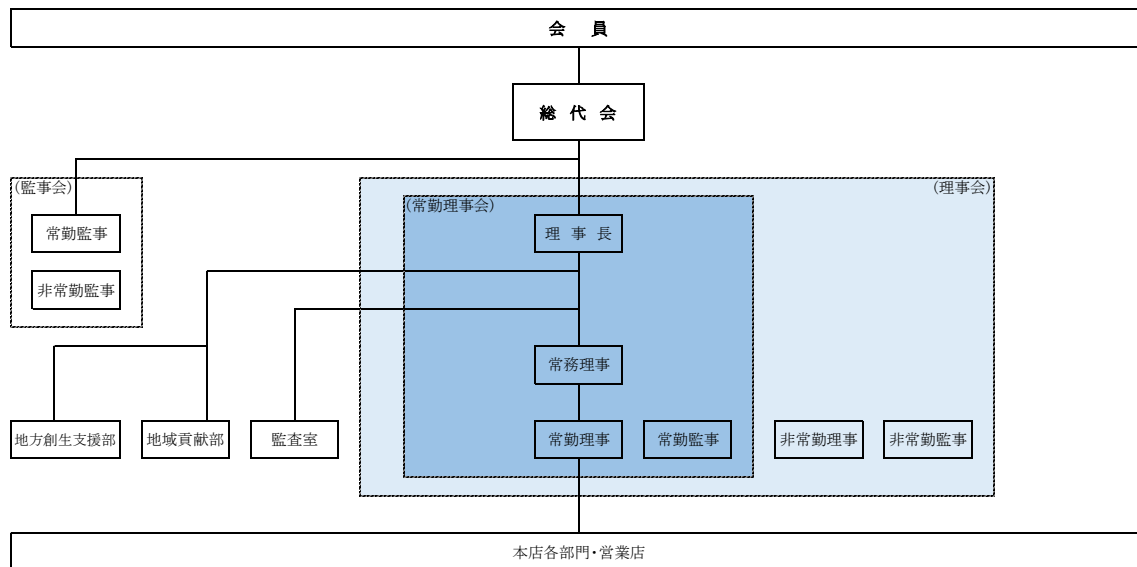 会 員
総 代 会
(監事会)
(理事会)
(常勤理事会)
常勤監事
理 事 長
非常勤監事
常務理事
地方創生支援部
地域貢献部
監査室
常勤理事
常勤監事
非常勤理事
非常勤監事
本店各部門・営業店